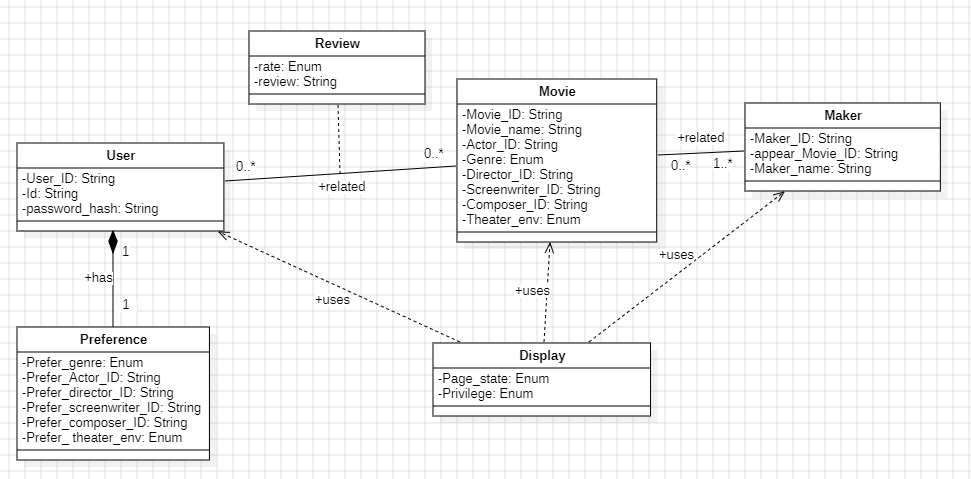 Review
-rate: Enum
-review: String
Movie
-Movie_ID: String
-Movie_name: String
-Actor_ID: String
-Genre: Enum
-Director_ID: String
-Screenwriter_ID: String
-Composer_ID: String
-Theater_env: Enum
Maker
-Maker_ID: String
-appear_Movie_ID: String
-Maker_name: String
User
-User_ID: String
-Id: String
-password_hash: String
0..*
0..*
+related
+related
0..*
1..*
1
+has
1
+uses
+uses
+uses
Preference
-Prefer_genre: Enum
-Prefer_Actor_ID: String
-Prefer_director_ID: String
-Prefer_screenwriter_ID: String
-Prefer_composer_ID: String
-Prefer_ theater_env: Enum
Display
-Page_state: Enum
-Privilege: Enum